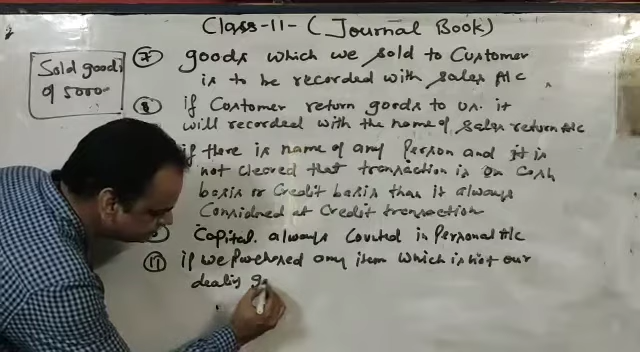 Class-11- (Journal Book)
Sold goods
of 5000
(7) goods which we sold to Customer
is to be recorded with sales A/c
(8) if Costomer return goods to us. it
will recorded with the name of sales return A/c
if there is name of any Person and it is
not cleared that transaction is on Cash
basis or Credit basis than it always
Considred at Credit transaction
Capital always Counted in Personal A/c
(11) if we Purchased any item which is not our
dealing